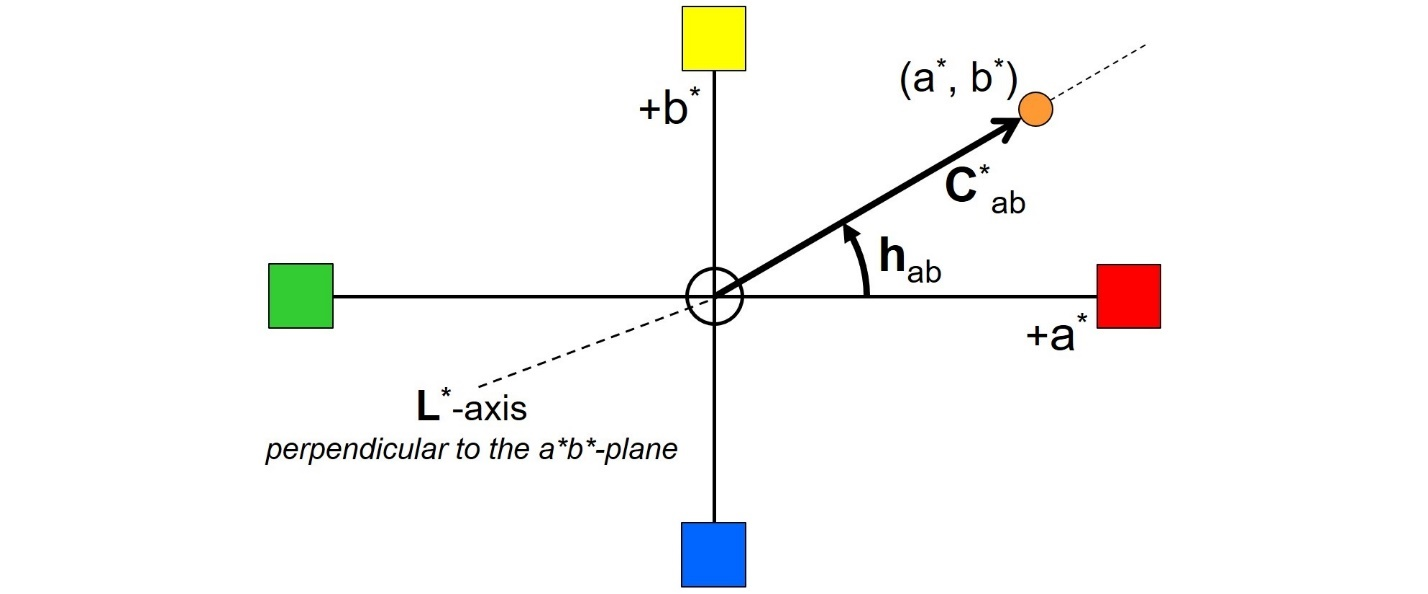 (a*, b*)
+b*
C*ab
hab
+a*
L*-axis
perpendicular to the a*b*-plane